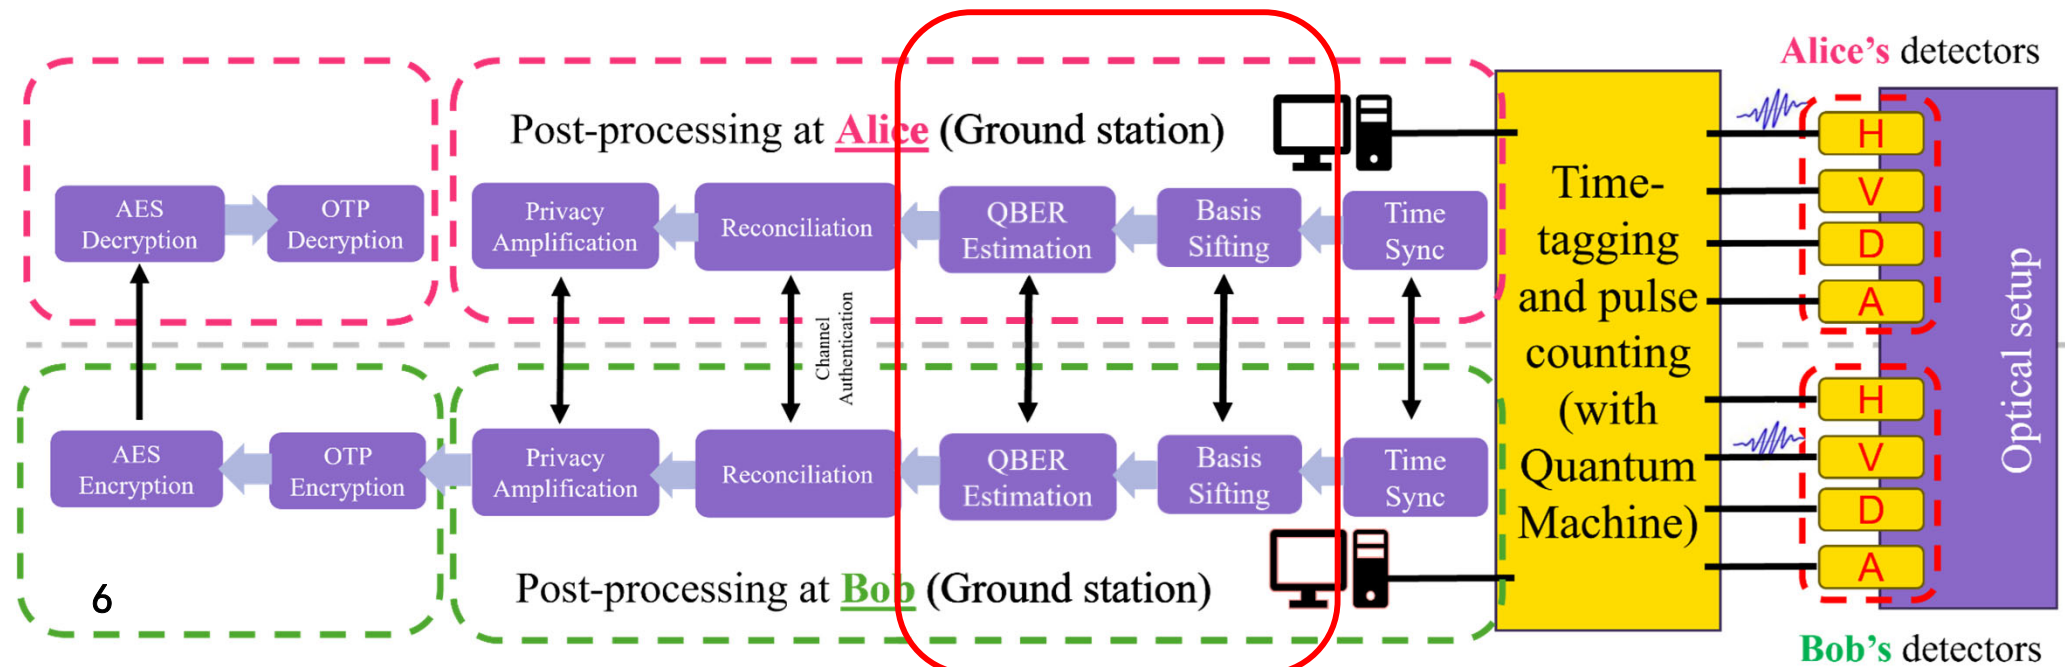 Alice's detectors
Post-processing at Alice (Ground station)
AES
Decryption
OTP
Decryption
Privacy
Amplification
Reconciliation
QBER
Estimation
Basis
Sifting
Time
Sync
Time-
tagging
and pulse
counting
(with
Quantum
Machine)
H
V
D
A
Optical setup
Channel
Authentication
AES
Encryption
OTP
Encryption
Privacy
Amplification
Reconciliation
QBER
Estimation
Basis
Sifting
Time
Sync
H
V
D
A
Post-processing at Bob (Ground station)
6
Bob's detectors